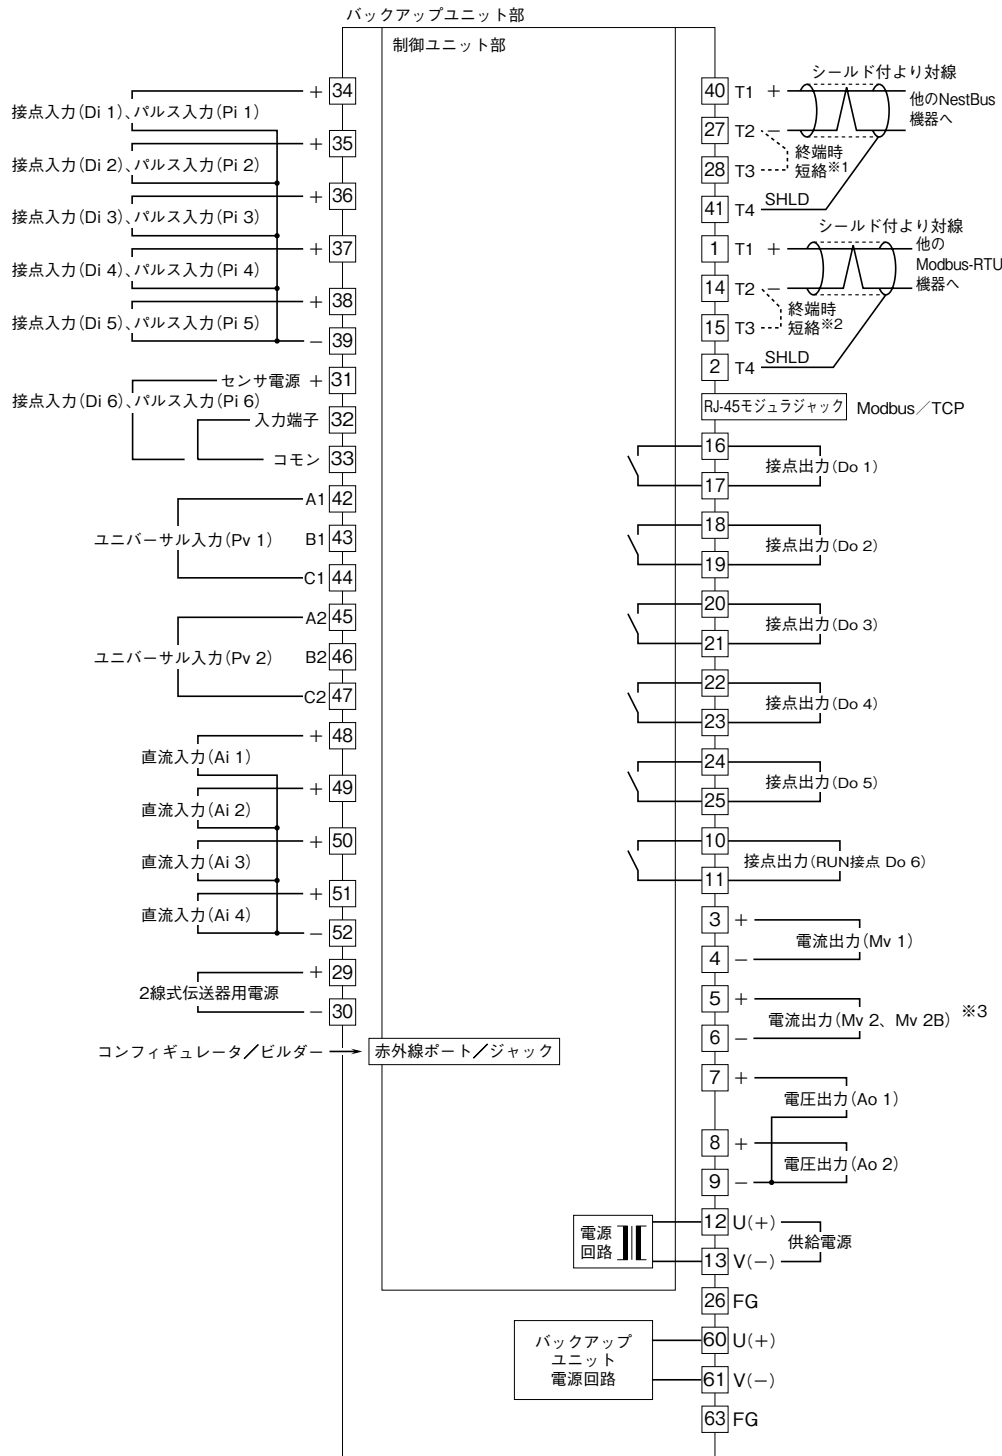 バックアップユニット部
制御ユニット部
接点入力(Di 1)、パルス入力(Pi 1)
+ 34
接点入力(Di 2)、パルス入力(Pi 2)
+ 35
接点入力(Di 3)、パルス入力(Pi 3)
+ 36
接点入力(Di 4)、パルス入力(Pi 4)
+ 37
接点入力(Di 5)、パルス入力(Pi 5)
+ 38
− 39
接点入力(Di 6)、パルス入力(Pi 6)
センサ電源 + 31
入力端子 32
コモン 33
ユニバーサル入力(Pv 1)
A1 42
B1 43
C1 44
ユニバーサル入力(Pv 2)
A2 45
B2 46
C2 47
直流入力(Ai 1)
+ 48
直流入力(Ai 2)
+ 49
直流入力(Ai 3)
+ 50
直流入力(Ai 4)
+ 51
− 52
2線式伝送器用電源
+ 29
− 30
コンフィギュレータ/ビルダー
赤外線ポート/ジャック
シールド付より対線
40 T1 +
27 T2 −
28 T3
41 T4 SHLD
他のNestBus
機器へ
終端時
短絡※1
シールド付より対線
1 T1 +
14 T2 −
15 T3
2 T4 SHLD
他の
Modbus-RTU
機器へ
終端時
短絡※2
RJ-45モジュラジャック Modbus/TCP
16
17
接点出力(Do 1)
18
19
接点出力(Do 2)
20
21
接点出力(Do 3)
22
23
接点出力(Do 4)
24
25
接点出力(Do 5)
10
11
接点出力(RUN接点 Do 6)
3 +
4 −
電流出力(Mv 1)
5 +
6 −
電流出力(Mv 2、Mv 2B) ※3
7 +
電圧出力(Ao 1)
8 +
9 −
電圧出力(Ao 2)
電源
回路
12 U(+)
13 V(−)
供給電源
26 FG
バックアップ
ユニット
電源回路
60 U(+)
61 V(−)
63 FG